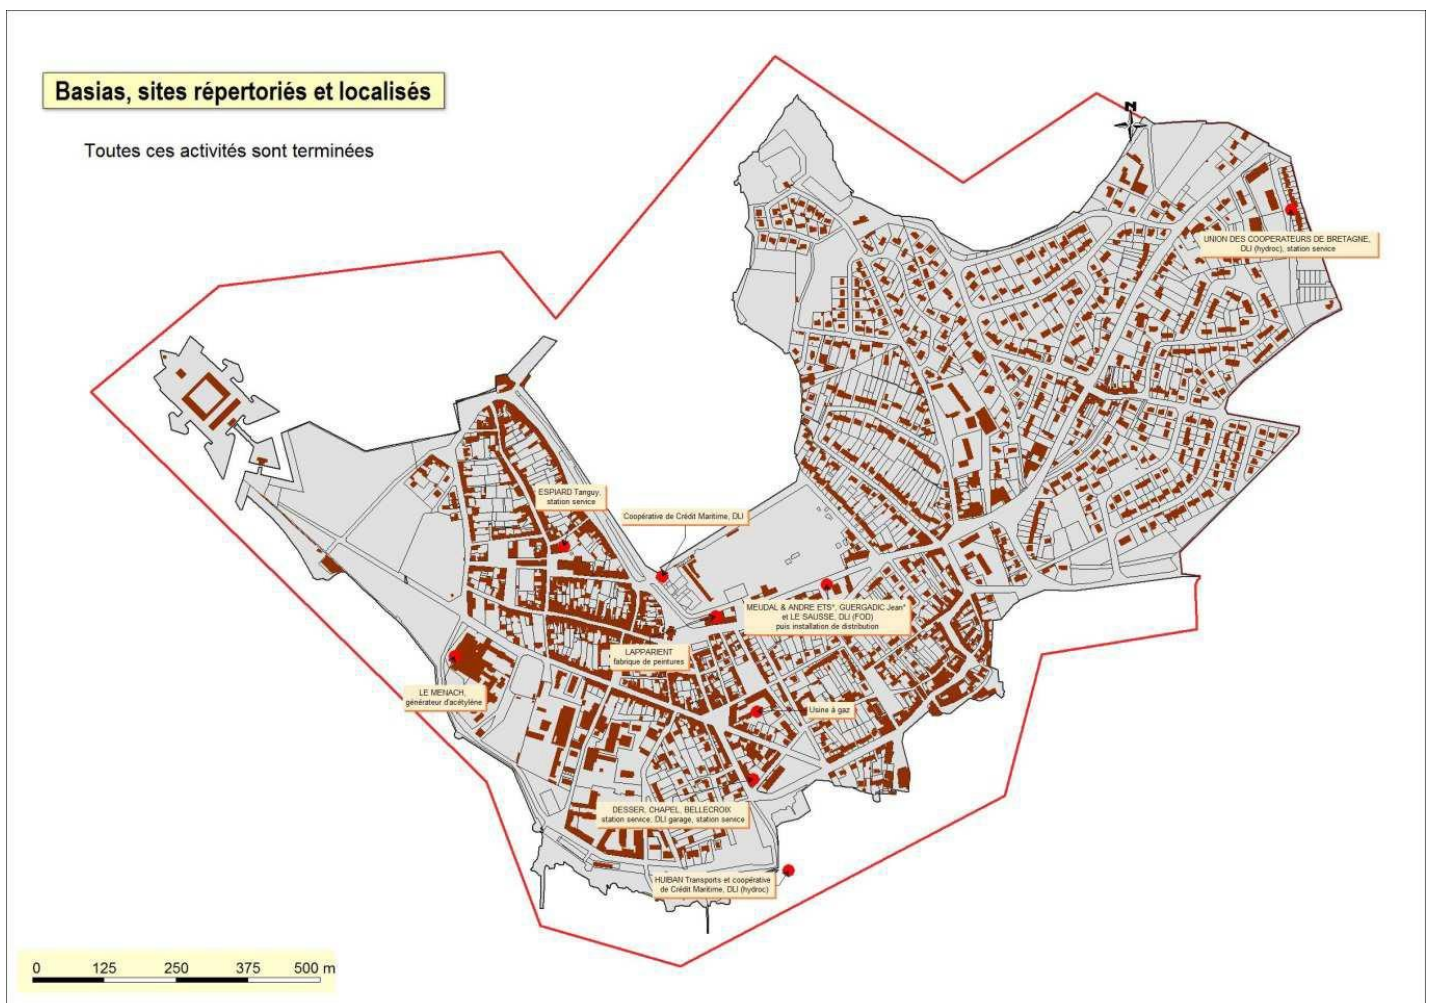 Basias, sites répertoriés et localisés
Toutes ces activités sont terminées
N
UNION DES COOPERATEURS DE BRETAGNE,
DLI (hydroc), station service
ESPIARD Tanguy,
station service
Coopérative de Crédit Maritime, DLI
MEUDAL & ANDRE ETS*, GUERGADIC Jean*
et LE SAUSSE, DLI (FOD)
puis installation de distribution
LAPPARIENT
fabrique de peintures
LE MENACH,
générateur d'acétylène
Usine à gaz
DESSER, CHAPEL, BELLECROIX
station service, DLI garage, station service
HUIBAN Transports et coopérative
de Crédit Maritime, DLI (hydroc)
0 125 250 375 500 m